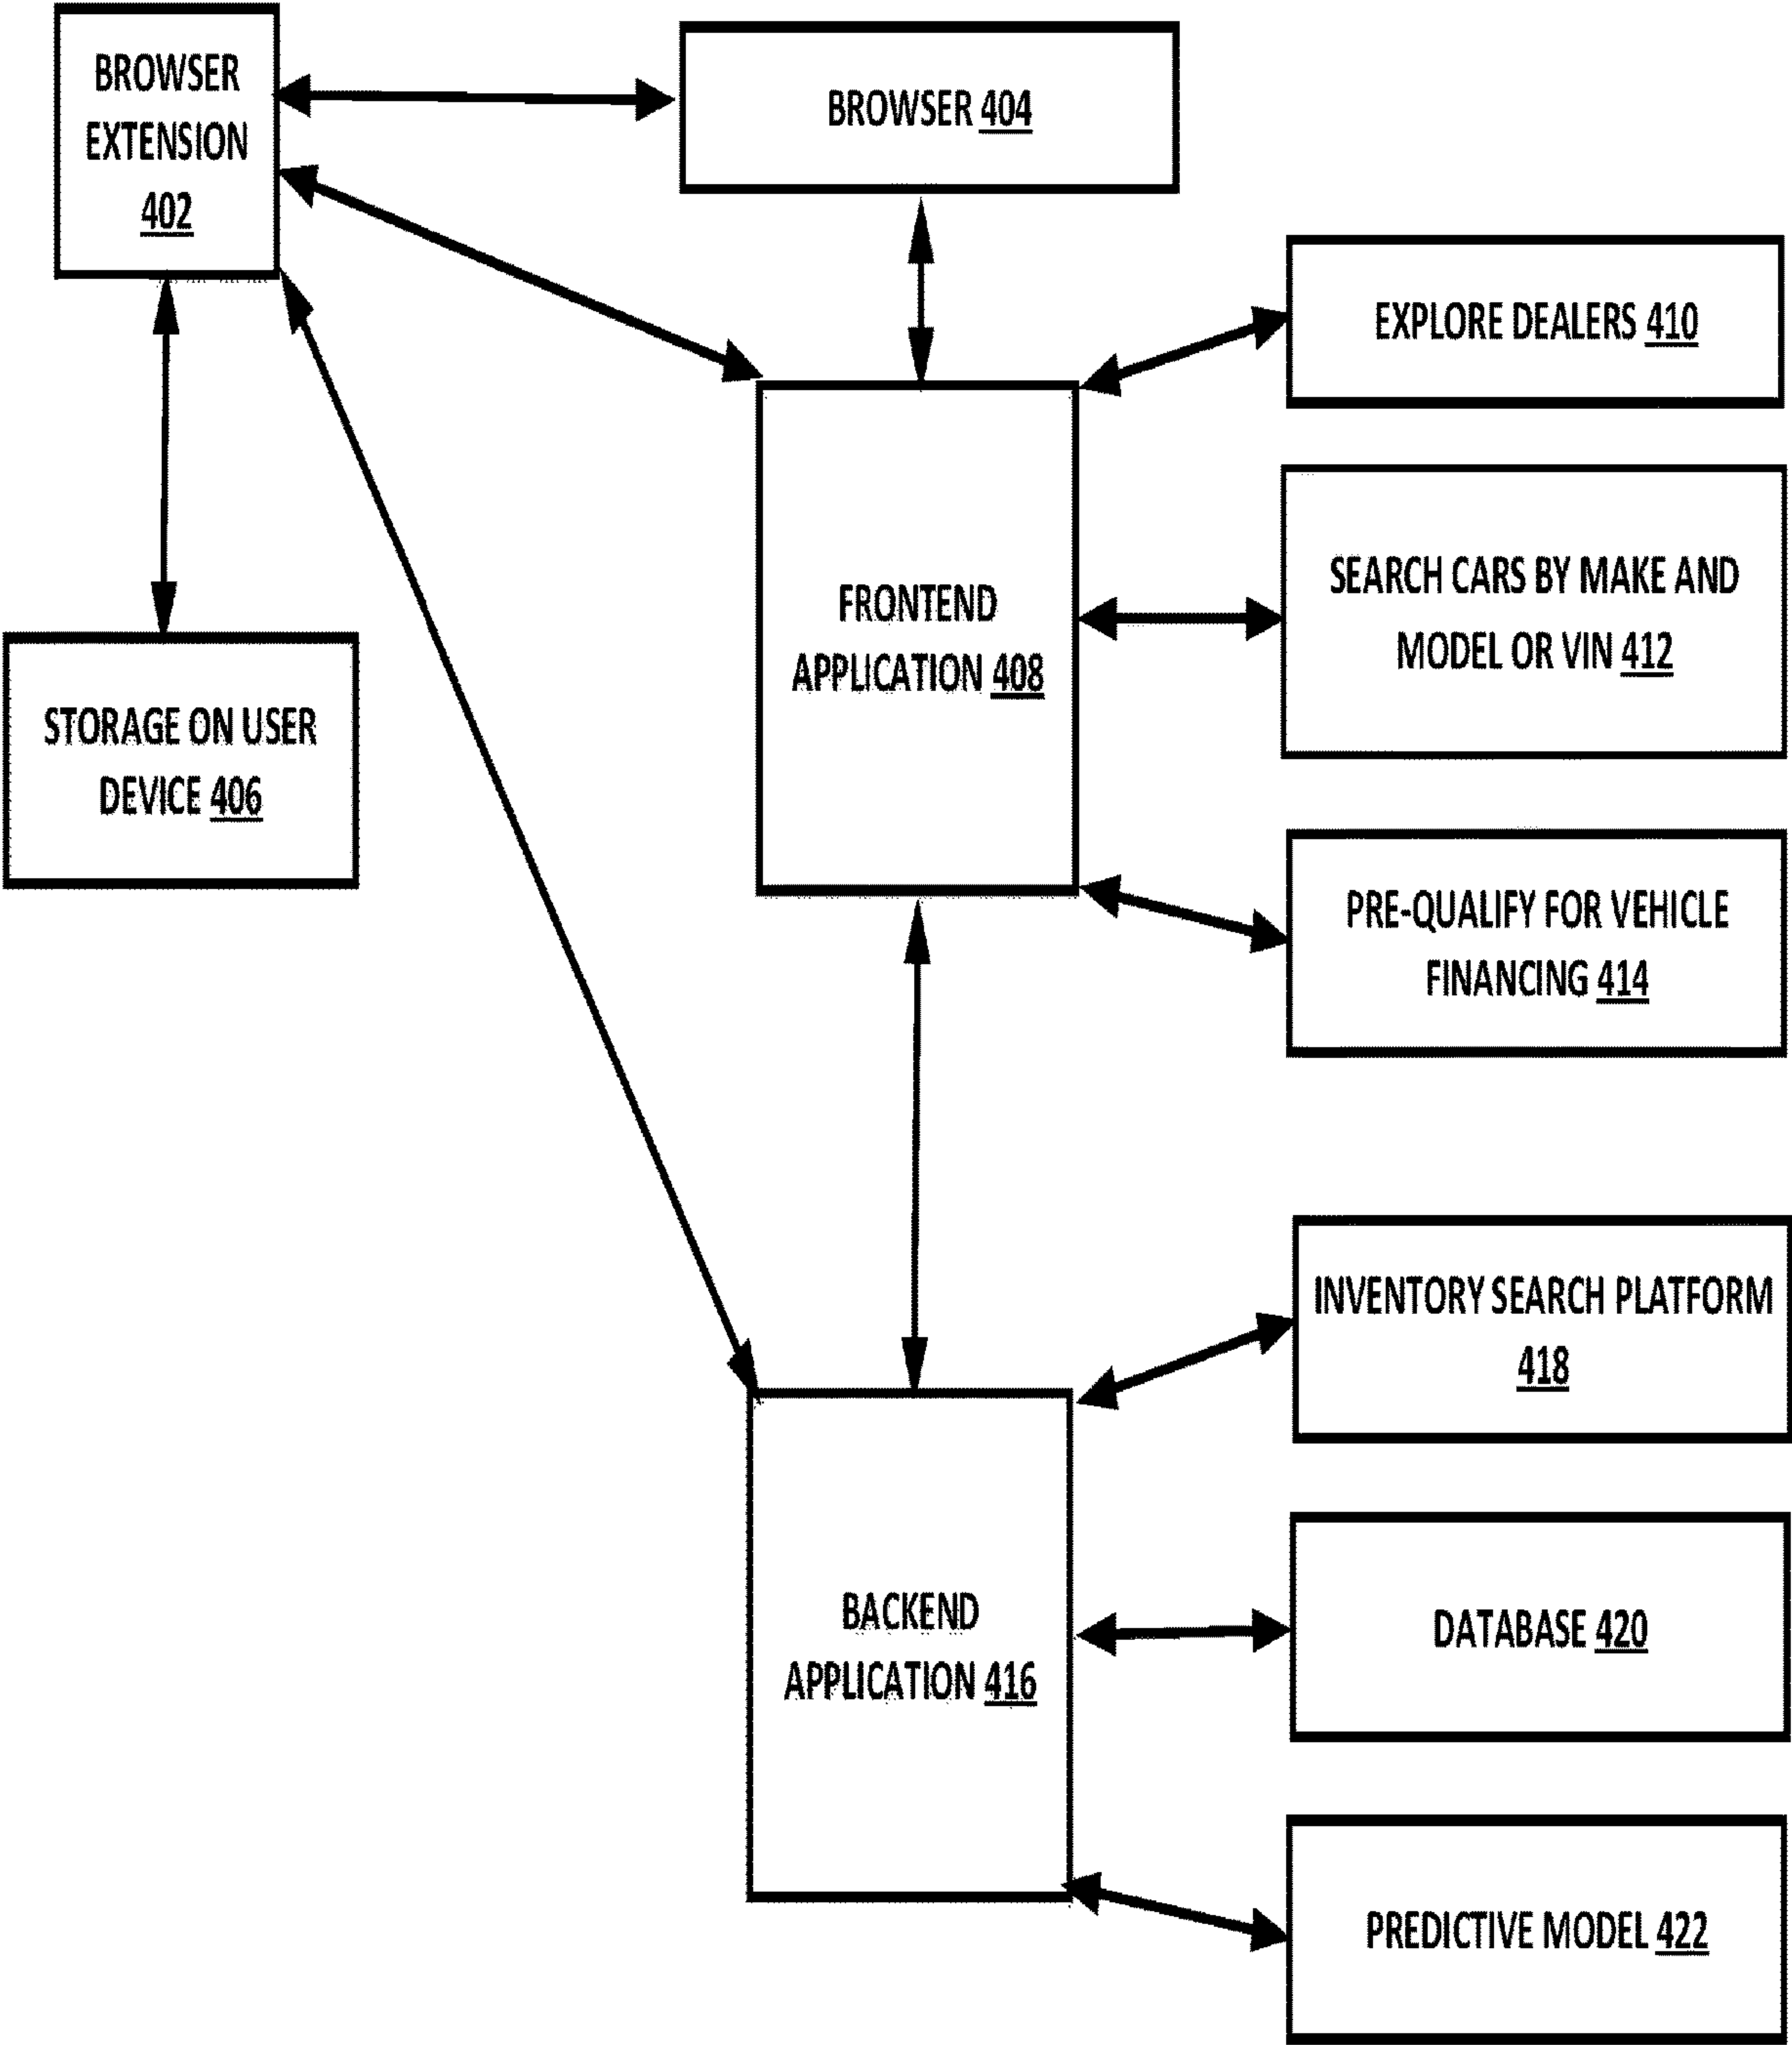 BROWSER
EXTENSION
402
BROWSER 404
EXPLORE DEALERS 410
SEARCH CARS BY MAKE AND
MODEL OR VIN 412
FRONTEND
APPLICATION 408
STORAGE ON USER
DEVICE 406
PRE-QUALIFY FOR VEHICLE
FINANCING 414
INVENTORY SEARCH PLATFORM
418
BACKEND
APPLICATION 416
DATABASE 420
PREDICTIVE MODEL 422